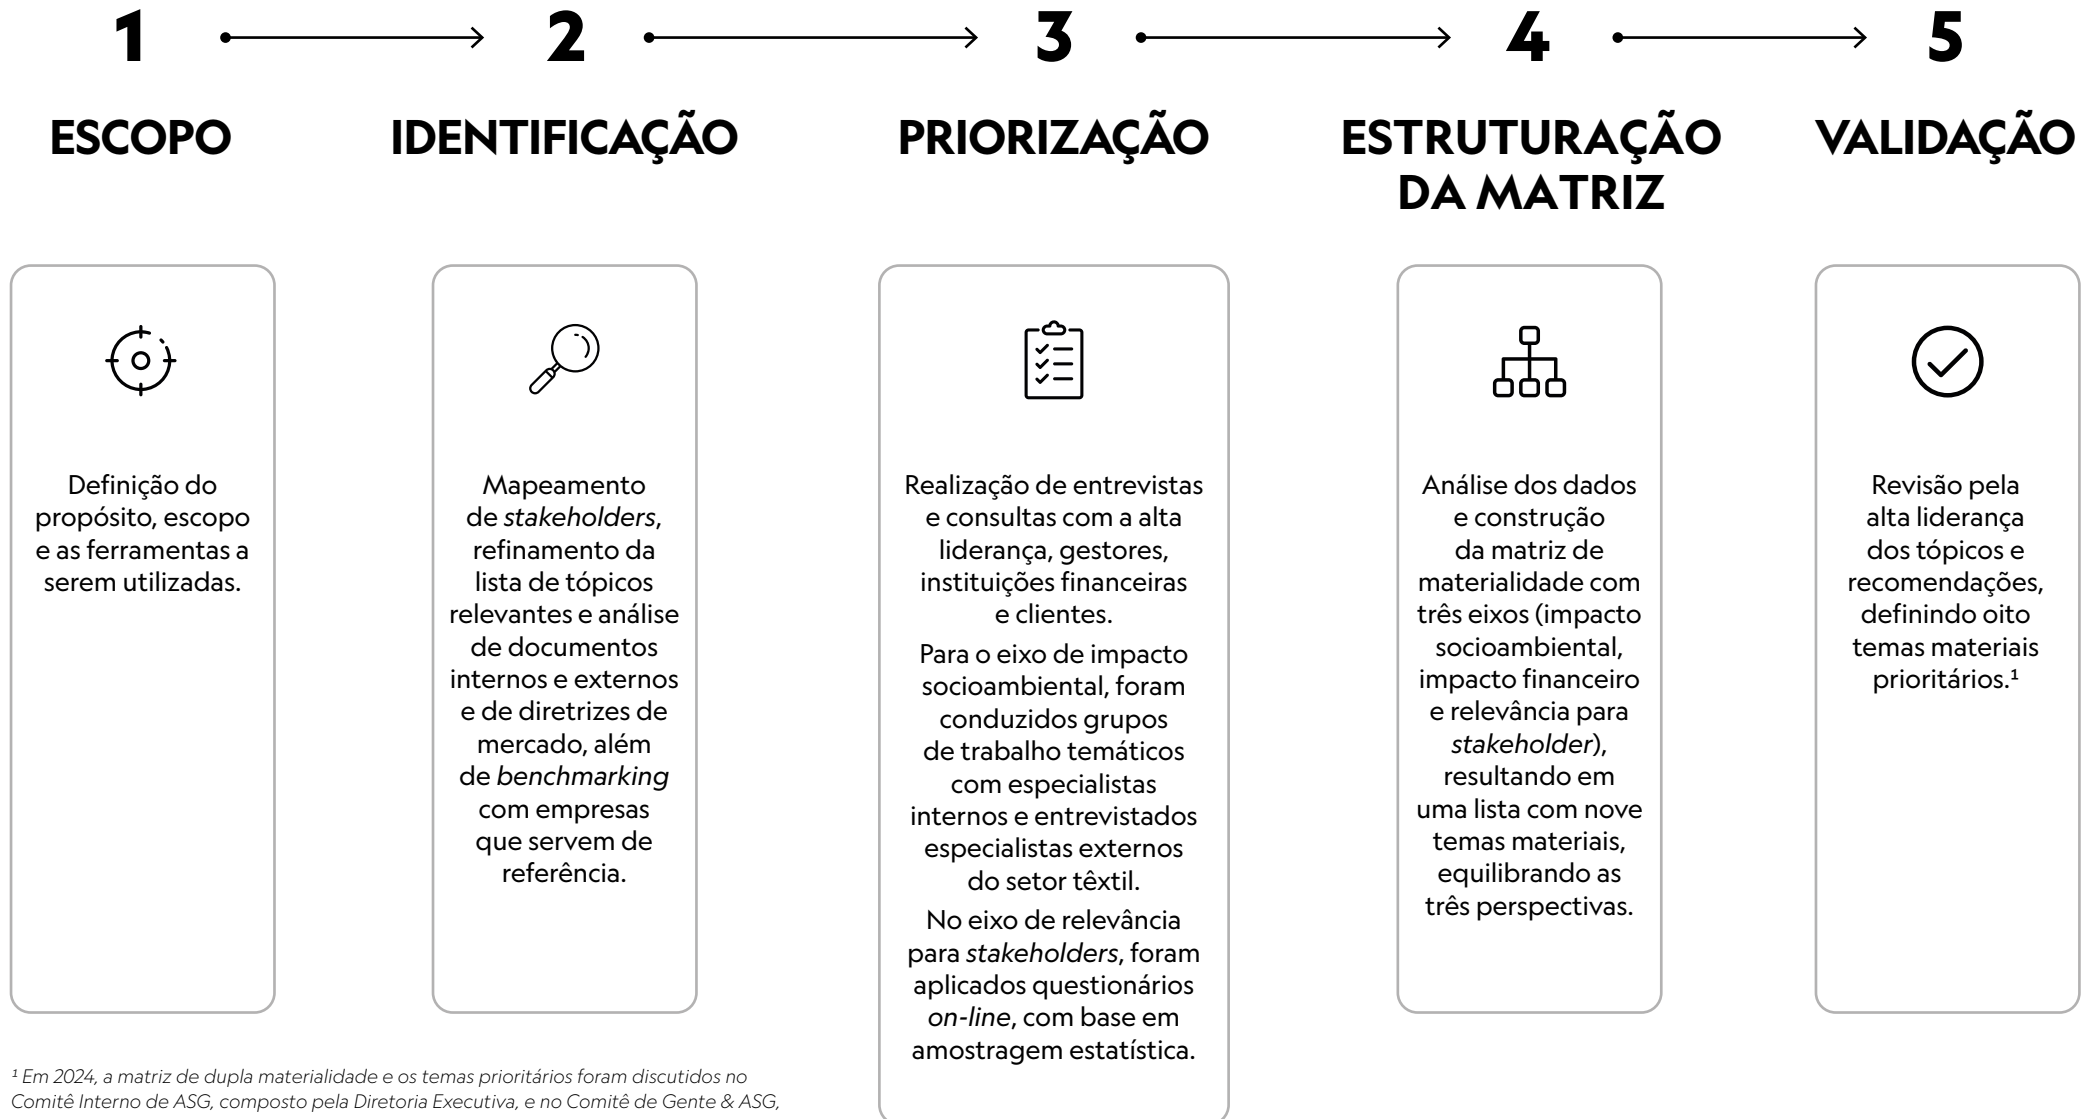 1
ESCOPO
Definição do
propósito, escopo
e as ferramentas a
serem utilizadas.
2
IDENTIFICAÇÃO
Mapeamento
de stakeholders,
refinamento da
lista de tópicos
relevantes e análise
de documentos
internos e externos
e de diretrizes de
mercado, além
de benchmarking
com empresas
que servem de
referência.
3
PRIORIZAÇÃO
Realização de entrevistas
e consultas com a alta
liderança, gestores,
instituições financeiras
e clientes.
Para o eixo de impacto
socioambiental, foram
conduzidos grupos
de trabalho temáticos
com especialistas
internos e entrevistados
especialistas externos
do setor têxtil.
No eixo de relevância
para stakeholders, foram
aplicados questionários
on-line, com base em
amostragem estatística.
4
ESTRUTURAÇÃO
DA MATRIZ
Análise dos dados
e construção
da matriz de
materialidade com
três eixos (impacto
socioambiental,
impacto financeiro
e relevância para
stakeholder),
resultando em
uma lista com nove
temas materiais,
equilibrando as
três perspectivas.
5
VALIDAÇÃO
Revisão pela
alta liderança
dos tópicos e
recomendações,
definindo oito
temas materiais
prioritários.¹
¹ Em 2024, a matriz de dupla materialidade e os temas prioritários foram discutidos no
Comitê Interno de ASG, composto pela Diretoria Executiva, e no Comitê de Gente & ASG,